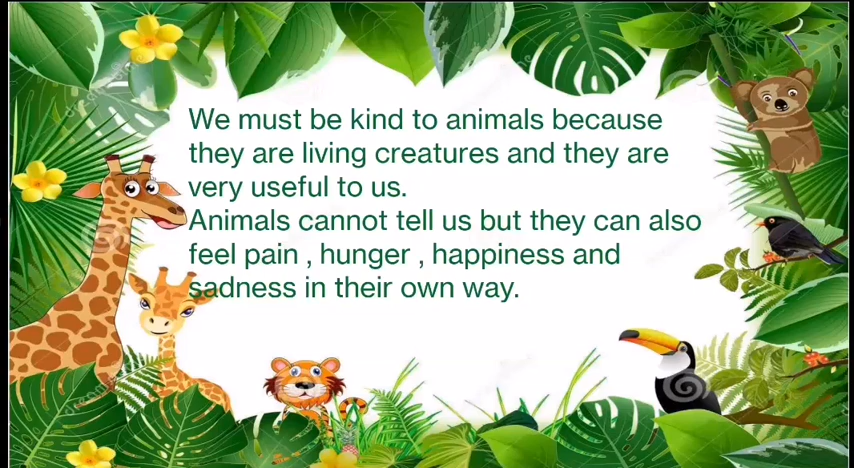 We must be kind to animals because
they are living creatures and they are
very useful to us.
Animals cannot tell us but they can also
feel pain , hunger , happiness and
sadness in their own way.